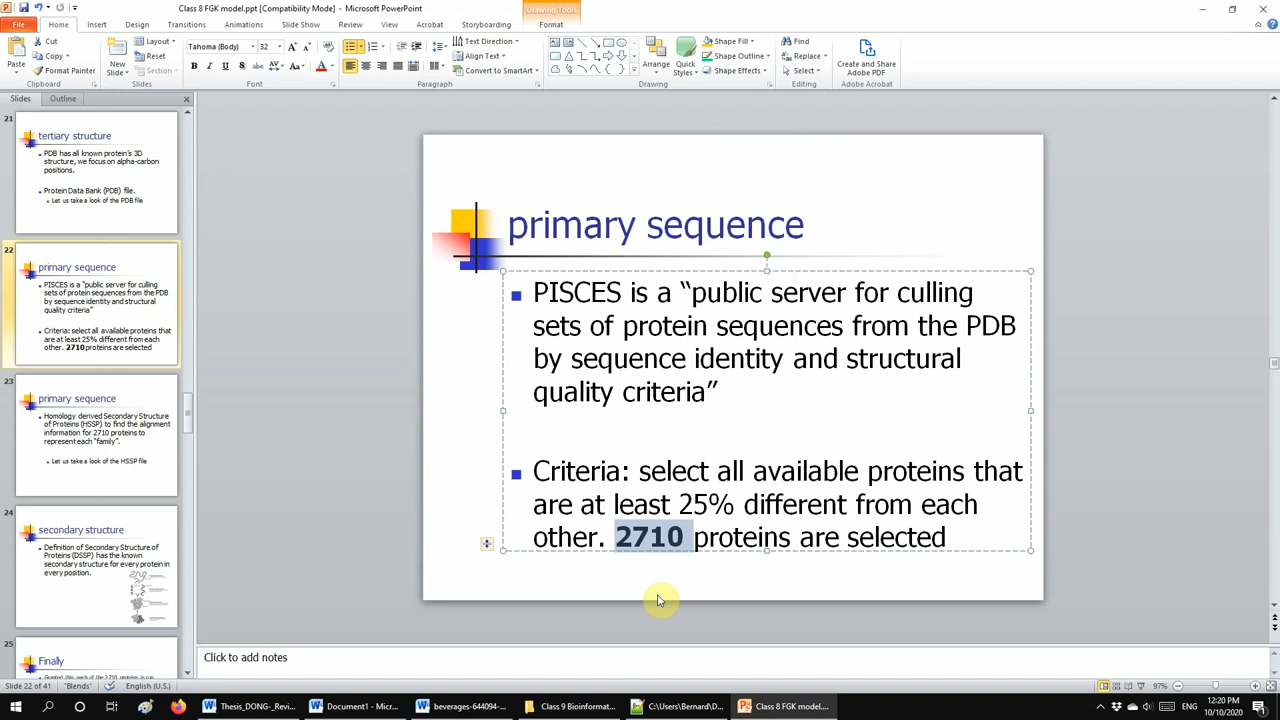 Class 8 FGK model.ppt [Compatibility Mode] - Microsoft PowerPoint
Drawing Tools
File Home Insert Design Transitions Animations Slide Show Review View Acrobat Storyboarding Format
Paste
Cut
Copy
Format Painter
Clipboard
New Slide
Layout
Reset
Section
Slides
Tahoma (Body) 32
B I U S abc AV Aa A
Font
Text Direction
Align Text
Convert to SmartArt
Paragraph
Arrange
Quick Styles
Shape Fill
Shape Outline
Shape Effects
Drawing
Find
Replace
Select
Editing
Create and Share Adobe PDF
Adobe Acrobat
Slides Outline
21
tertiary structure
PDB has all known protein's 3D
structure, we focus on alpha-carbon
positions.
Protein Data Bank (PDB) file.
Let us take a look of the PDB file
22
primary sequence
PISCES is a "public server for culling
sets of protein sequences from the PDB
by sequence identity and structural
quality criteria"
Criteria: select all available proteins that
are at least 25% different from each
other. 2710 proteins are selected
23
primary sequence
Homology derived Secondary Structure
of Proteins (HSSP) to find the alignment
information for 2710 proteins to
represent each "family".
Let us take a look of the HSSP file
24
secondary structure
Definition of Secondary Structure of
Proteins (DSSP) has the known
secondary structure for every protein in
every position.
25
Finally
primary sequence
PISCES is a “public server for culling
sets of protein sequences from the PDB
by sequence identity and structural
quality criteria”
Criteria: select all available proteins that
are at least 25% different from each
other. 2710 proteins are selected
Click to add notes
Slide 22 of 41 "Blends" English (U.S.) 97%
Thesis_DONG-_Revi... Document1 - Micros... beverages-644094-... Class 9 Bioinformat... C:\Users\Bernard\D... Class 8 FGK model....
12:20 PM
10/10/2020